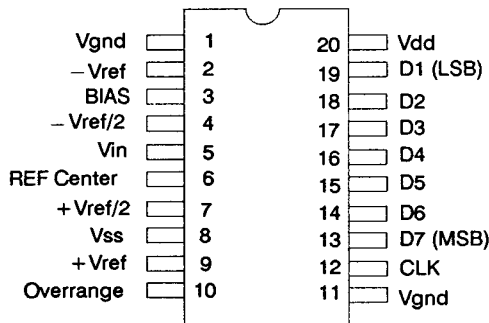 Vgnd 1 20 Vdd
−Vref 2 19 D1 (LSB)
BIAS 3 18 D2
−Vref/2 4 17 D3
Vin 5 16 D4
REF Center 6 15 D5
+Vref/2 7 14 D6
Vss 8 13 D7 (MSB)
+Vref 9 12 CLK
Overrange 10 11 Vgnd